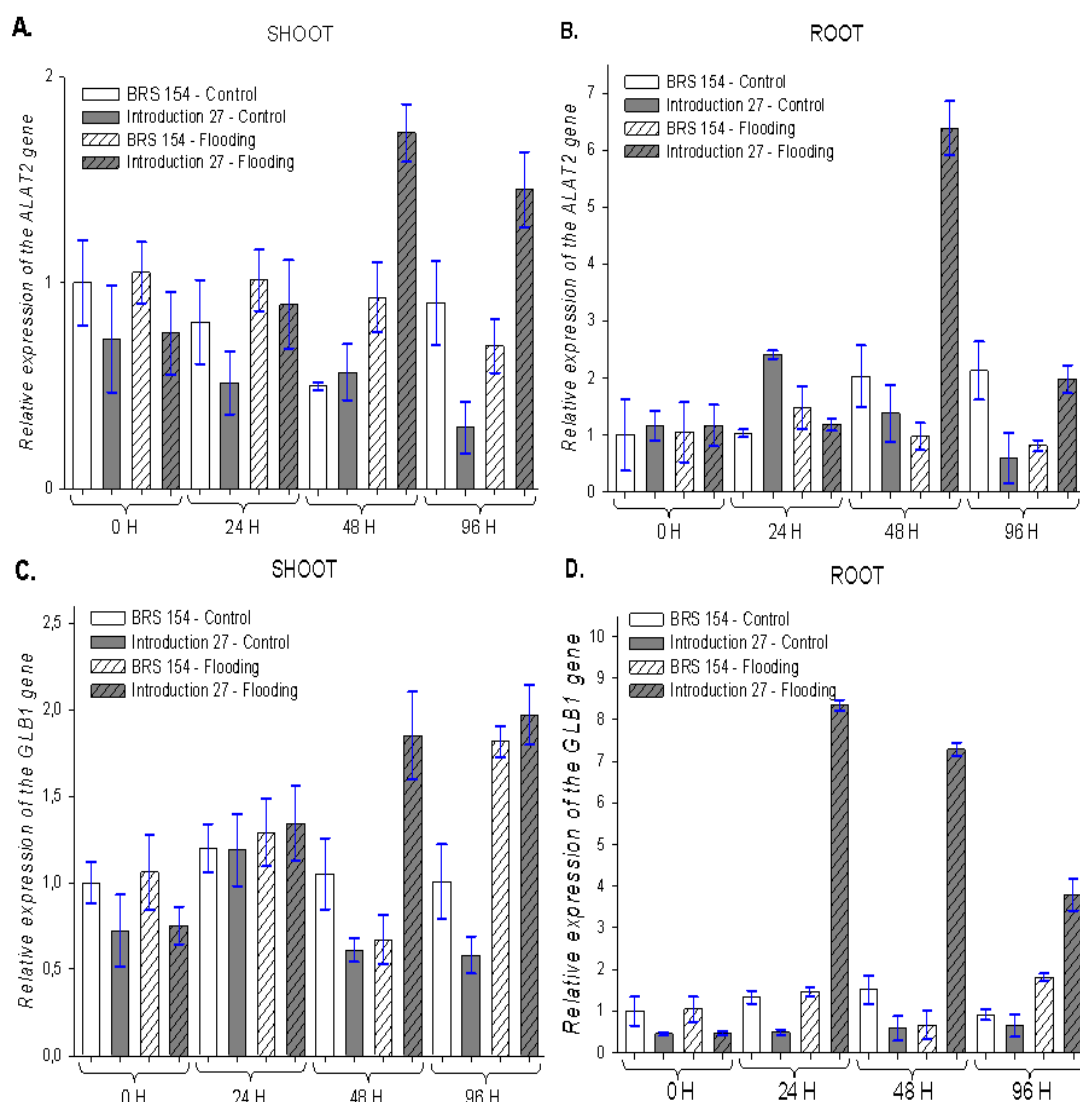 A.
SHOOT
Relative expression of the ALAT2 gene
2
1
0
BRS 154 - Control
Introduction 27 - Control
BRS 154 - Flooding
Introduction 27 - Flooding
0 H
24 H
48 H
96 H
B.
ROOT
Relative expression of the ALAT2 gene
7
6
5
4
3
2
1
0
BRS 154 - Control
Introduction 27 - Control
BRS 154 - Flooding
Introduction 27 - Flooding
0 H
24 H
48 H
96 H
C.
SHOOT
Relative expression of the GLB1 gene
2,5
2,0
1,5
1,0
0,5
0,0
BRS 154 - Control
Introduction 27 - Control
BRS 154 - Flooding
Introduction 27 - Flooding
0 H
24 H
48 H
96 H
D.
ROOT
Relative expression of the GLB1 gene
10
9
8
7
6
5
4
3
2
1
0
BRS 154 - Control
Introduction 27 - Control
BRS 154 - Flooding
Introduction 27 - Flooding
0 H
24 H
48 H
96 H